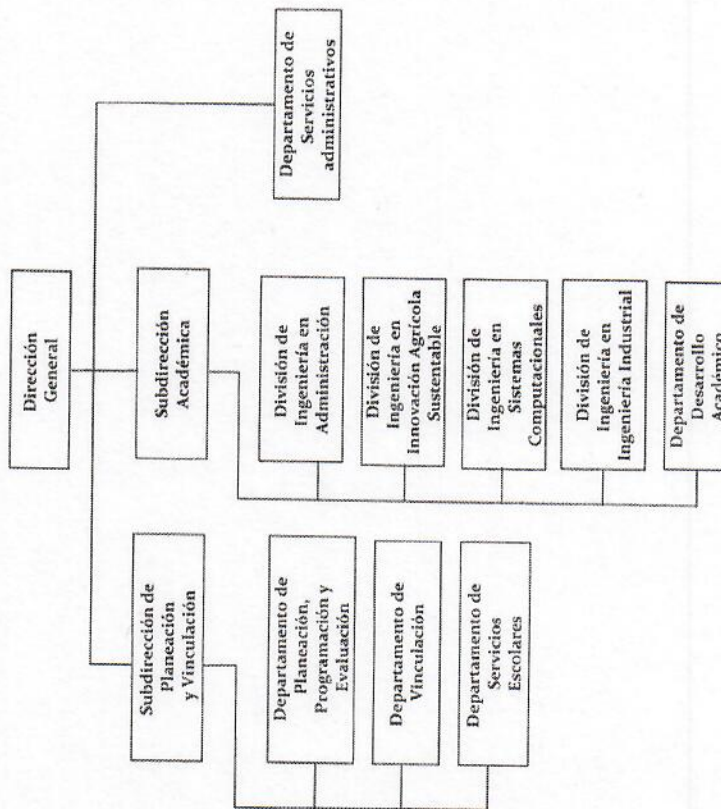 Dirección
General
Subdirección de
Planeación
y Vinculación
Departamento de
Planeación,
Programación y
Evaluación
Departamento de
Vinculación
Departamento de
Servicios
Escolares
Subdirección
Académica
División de
Ingeniería en
Administración
División de
Ingeniería en
Innovación Agrícola
Sustentable
División de
Ingeniería en
Sistemas
Computacionales
División de
Ingeniería en
Ingeniería Industrial
Departamento de
Desarrollo
Académico
Departamento de
Servicios
administrativos